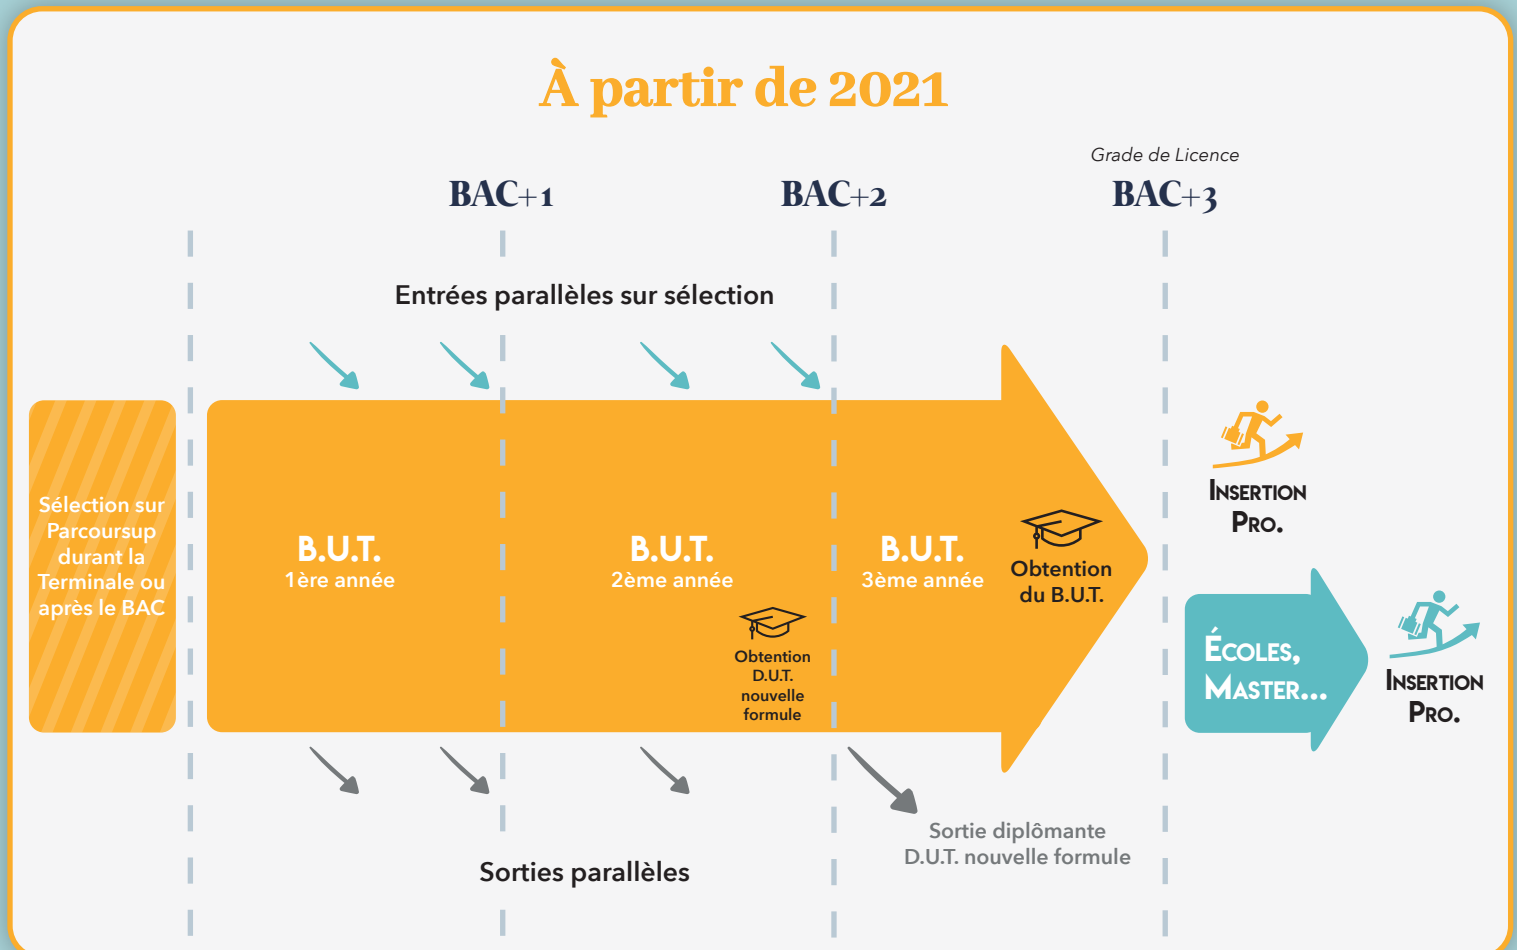 À partir de 2021
Grade de Licence
BAC+1
BAC+2
BAC+3
Entrées parallèles sur sélection
Sélection sur
Parcoursup
durant la
Terminale ou
après le BAC
B.U.T.
1ère année
B.U.T.
2ème année
Obtention
D.U.T.
nouvelle
formule
B.U.T.
3ème année
Obtention
du B.U.T.
INSERTION
PRO.
ÉCOLES,
MASTER...
INSERTION
PRO.
Sortie diplômante
D.U.T. nouvelle formule
Sorties parallèles